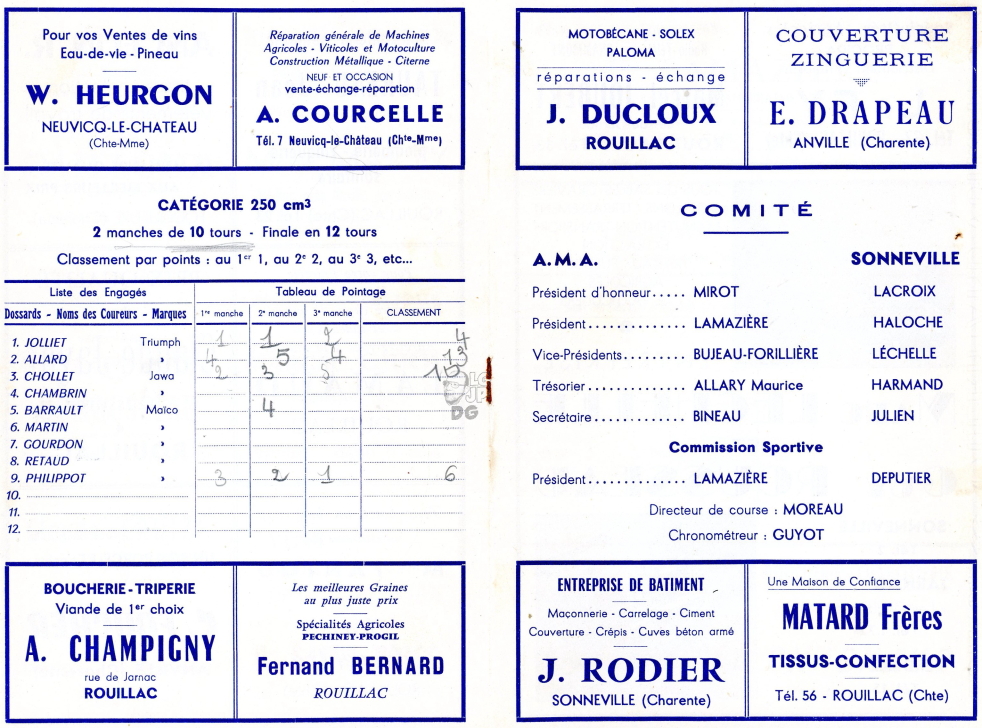 Pour vos Ventes de vins
Eau-de-vie - Pineau
W. HEURGON
NEUVICQ-LE-CHATEAU
(Chte-Mme)
Réparation générale de Machines
Agricoles - Viticoles et Motoculture
Construction Métallique - Citerne
NEUF ET OCCASION
vente-échange-réparation
A. COURCELLE
Tél. 7 Neuvicq-le-Château (Chte-Mme)
CATÉGORIE 250 cm3
2 manches de 10 tours - Finale en 12 tours
Classement par points : au 1er 1, au 2e 2, au 3e 3, etc...
Liste des Engagés Tableau de Pointage
Dossards - Noms des Coureurs - Marques 1re manche 2e manche 3e manche CLASSEMENT
1. JOLLIET Triumph 1 1 2 4
2. ALLARD » 4 5 4 13
3. CHOLLET Jawa 2 3 5 10
4. CHAMBRIN »
5. BARRAULT Maïco 4
6. MARTIN »
7. GOURDON »
8. RETAUD »
9. PHILIPPOT » 3 2 1 6
10.
11.
12.
BOUCHERIE - TRIPERIE
Viande de 1er choix
A. CHAMPIGNY
rue de Jarnac
ROUILLAC
Les meilleures Graines
au plus juste prix
Spécialités Agricoles
PECHINEY-PROGIL
Fernand BERNARD
ROUILLAC
MOTOBÉCANE - SOLEX
PALOMA
réparations - échange
J. DUCLOUX
ROUILLAC
COUVERTURE
ZINGUERIE
E. DRAPEAU
ANVILLE (Charente)
COMITÉ
A.M.A. SONNEVILLE
Président d'honneur..... MIROT LACROIX
Président............. LAMAZIÈRE HALOCHE
Vice-Présidents......... BUJEAU-FORILLIÈRE LÉCHELLE
Trésorier ............. ALLARY Maurice HARMAND
Secrétaire............. BINEAU JULIEN
Commission Sportive
Président............. LAMAZIÈRE DEPUTIER
Directeur de course : MOREAU
Chronométreur : GUYOT
ENTREPRISE DE BATIMENT
Maçonnerie - Carrelage - Ciment
Couverture - Crépis - Cuves béton armé
J. RODIER
SONNEVILLE (Charente)
Une Maison de Confiance
MATARD Frères
TISSUS-CONFECTION
Tél. 56 - ROUILLAC (Chte)
DG